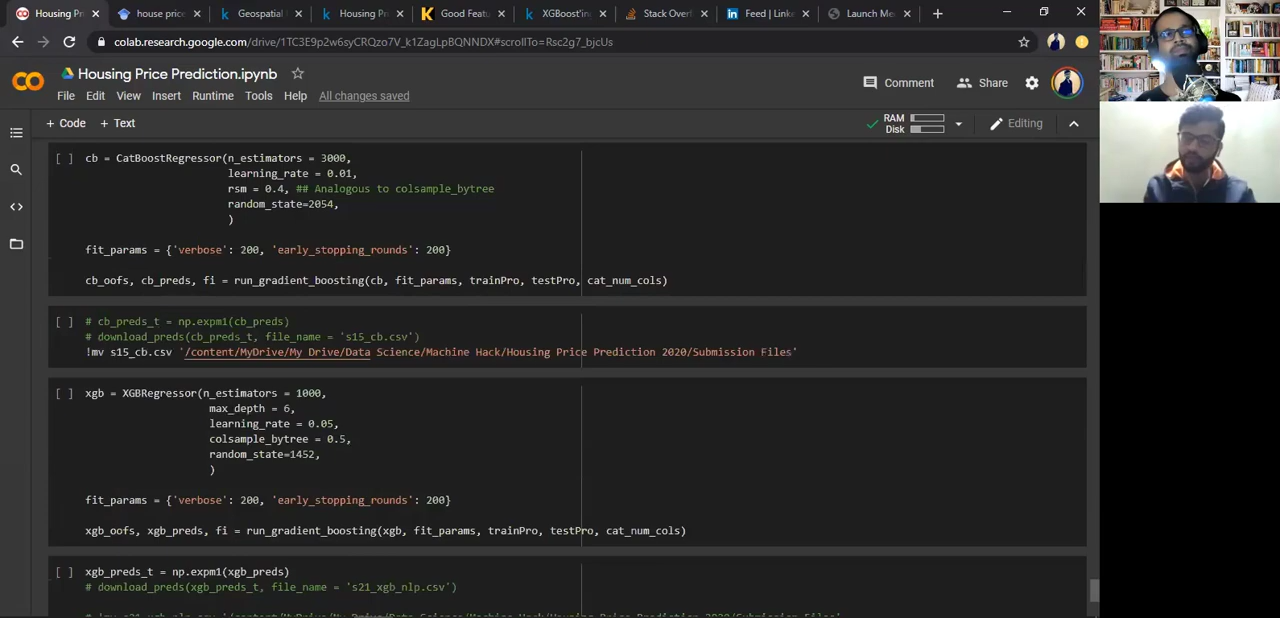 Housing Pr
house price
Geospatial
Housing Pr
Good Featu
XGBoostin
Stack Overf
Feed | Link
Launch Me
colab.research.google.com/drive/1TC3E9p2w6syCRQzo7V_k1ZagLpBQNNDX#scrollTo=Rsc2g7_bjcUs
Housing Price Prediction.ipynb
Comment
Share
File Edit View Insert Runtime Tools Help All changes saved
+ Code + Text
RAM
Disk
Editing
[ ] cb = CatBoostRegressor(n_estimators = 3000,
learning_rate = 0.01,
rsm = 0.4, ## Analogous to colsample_bytree
random_state=2054,
)
fit_params = {'verbose': 200, 'early_stopping_rounds': 200}
cb_oofs, cb_preds, fi = run_gradient_boosting(cb, fit_params, trainPro, testPro, cat_num_cols)
[ ] # cb_preds_t = np.expm1(cb_preds)
# download_preds(cb_preds_t, file_name = 's15_cb.csv')
!mv s15_cb.csv '/content/MyDrive/My Drive/Data Science/Machine Hack/Housing Price Prediction 2020/Submission Files'
[ ] xgb = XGBRegressor(n_estimators = 1000,
max_depth = 6,
learning_rate = 0.05,
colsample_bytree = 0.5,
random_state=1452,
)
fit_params = {'verbose': 200, 'early_stopping_rounds': 200}
xgb_oofs, xgb_preds, fi = run_gradient_boosting(xgb, fit_params, trainPro, testPro, cat_num_cols)
[ ] xgb_preds_t = np.expm1(xgb_preds)
# download_preds(xgb_preds_t, file_name = 's21_xgb_nlp.csv')